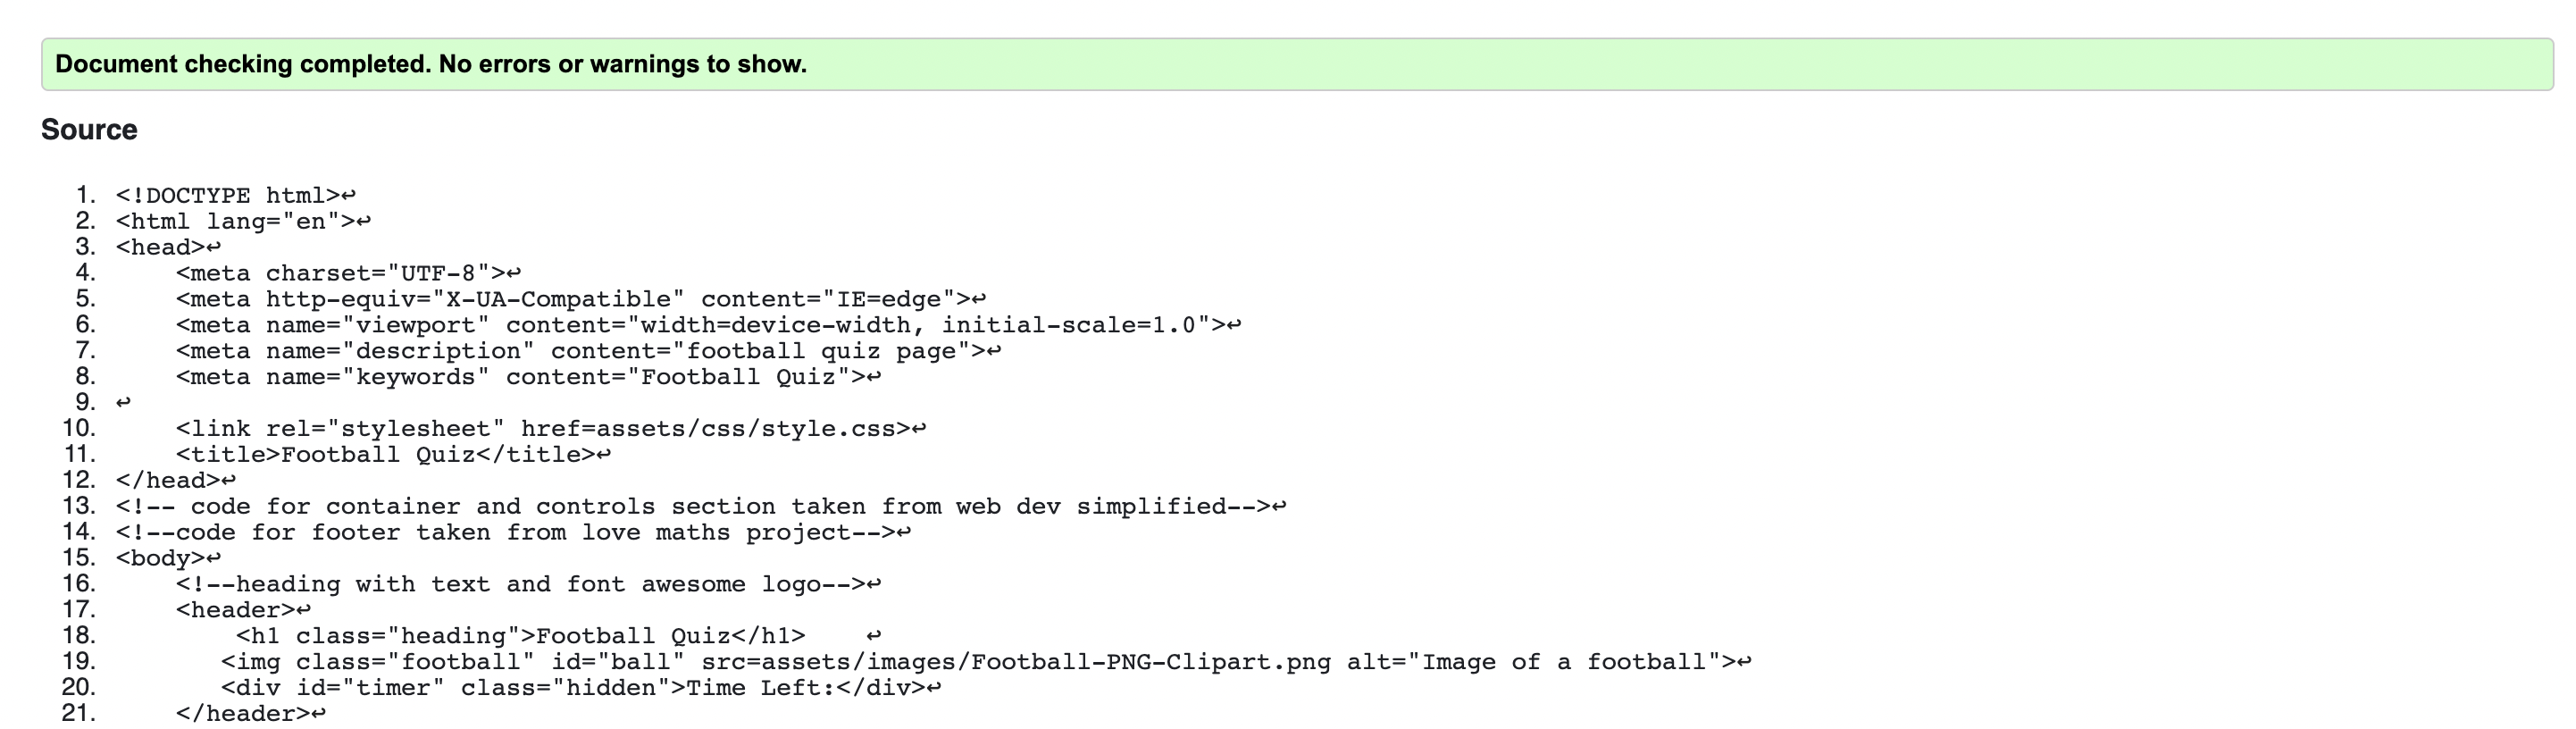 Document checking completed. No errors or warnings to show.
Source
1. <!DOCTYPE html>↩
2. <html lang="en">↩
3. <head>↩
4.     <meta charset="UTF-8">↩
5.     <meta http-equiv="X-UA-Compatible" content="IE=edge">↩
6.     <meta name="viewport" content="width=device-width, initial-scale=1.0">↩
7.     <meta name="description" content="football quiz page">↩
8.     <meta name="keywords" content="Football Quiz">↩
9. ↩
10.     <link rel="stylesheet" href=assets/css/style.css>↩
11.     <title>Football Quiz</title>↩
12. </head>↩
13. <!-- code for container and controls section taken from web dev simplified-->↩
14. <!--code for footer taken from love maths project-->↩
15. <body>↩
16.     <!--heading with text and font awesome logo-->↩
17.     <header>↩
18.         <h1 class="heading">Football Quiz</h1>    ↩
19.        <img class="football" id="ball" src=assets/images/Football-PNG-Clipart.png alt="Image of a football">↩
20.        <div id="timer" class="hidden">Time Left:</div>↩
21.     </header>↩